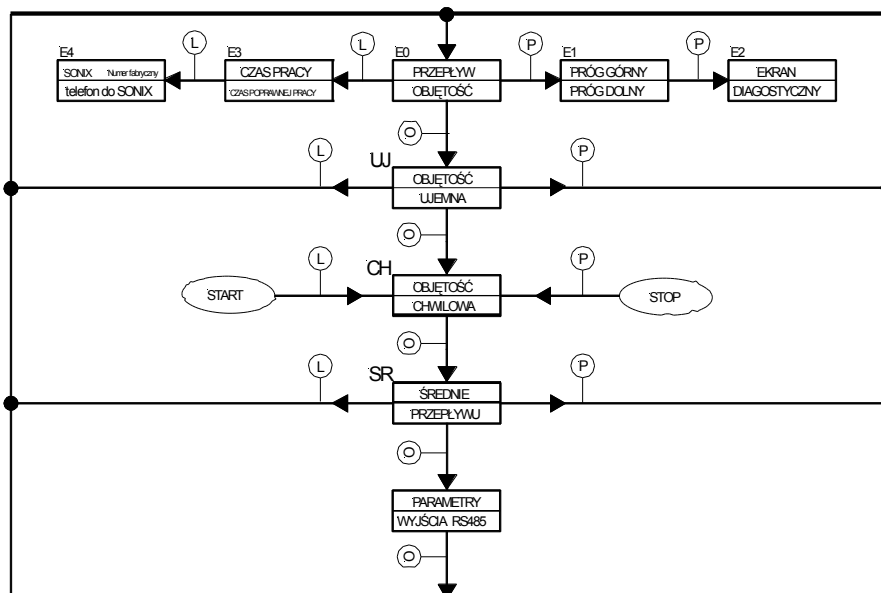 L L P P
E4 E3 E0 E1 E2
SONIX Numer fabryczny
telefon do SONIX
CZAS PRACY
CZAS POPRAWNEJ PRACY
PRZEPŁYW
OBJĘTOŚĆ
PRÓG GÓRNY
PRÓG DOLNY
EKRAN
DIAGOSTYCZNY
O
L UJ P
OBJĘTOŚĆ
UJEMNA
O
L CH P
START
OBJĘTOŚĆ
CHWILOWA
STOP
O
L SR P
ŚREDNIE
PRZEPŁYWU
O
PARAMETRY
WYJŚCIA RS485
O